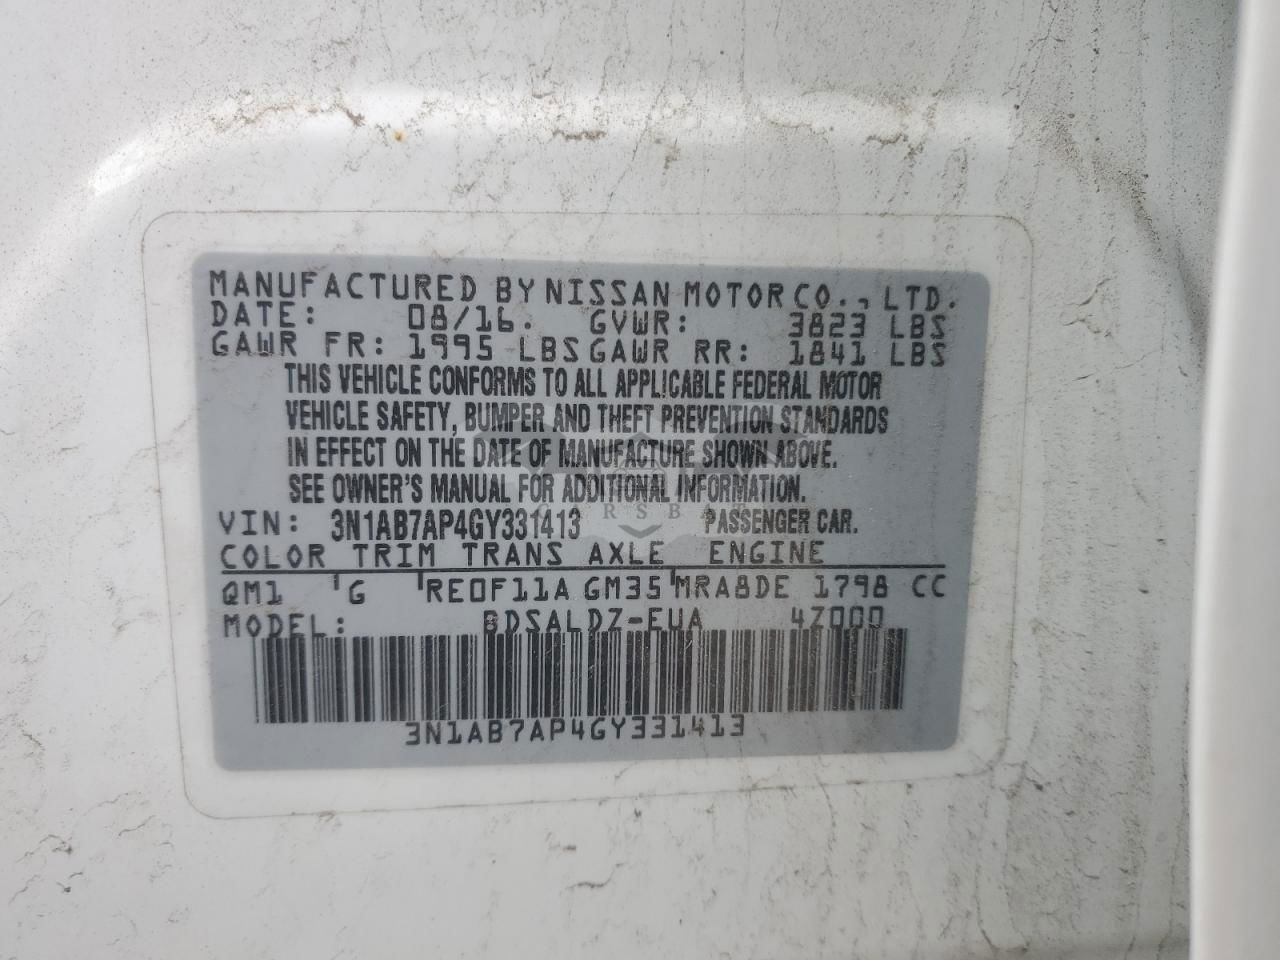 MANUFACTURED BY NISSAN MOTOR CO., LTD.
DATE: 08/16. GVWR: 3823 LBS
GAWR FR: 1995 LBS GAWR RR: 1841 LBS
THIS VEHICLE CONFORMS TO ALL APPLICABLE FEDERAL MOTOR
VEHICLE SAFETY, BUMPER AND THEFT PREVENTION STANDARDS
IN EFFECT ON THE DATE OF MANUFACTURE SHOWN ABOVE.
SEE OWNER'S MANUAL FOR ADDITIONAL INFORMATION.
VIN: 3N1AB7AP4GY331413 PASSENGER CAR.
COLOR TRIM TRANS AXLE ENGINE
QM1 'G 'RE0F11A GM35'MRA8DE 1798 CC
MODEL: BDSALDZ-EUA 4Z000
3N1AB7AP4GY331413